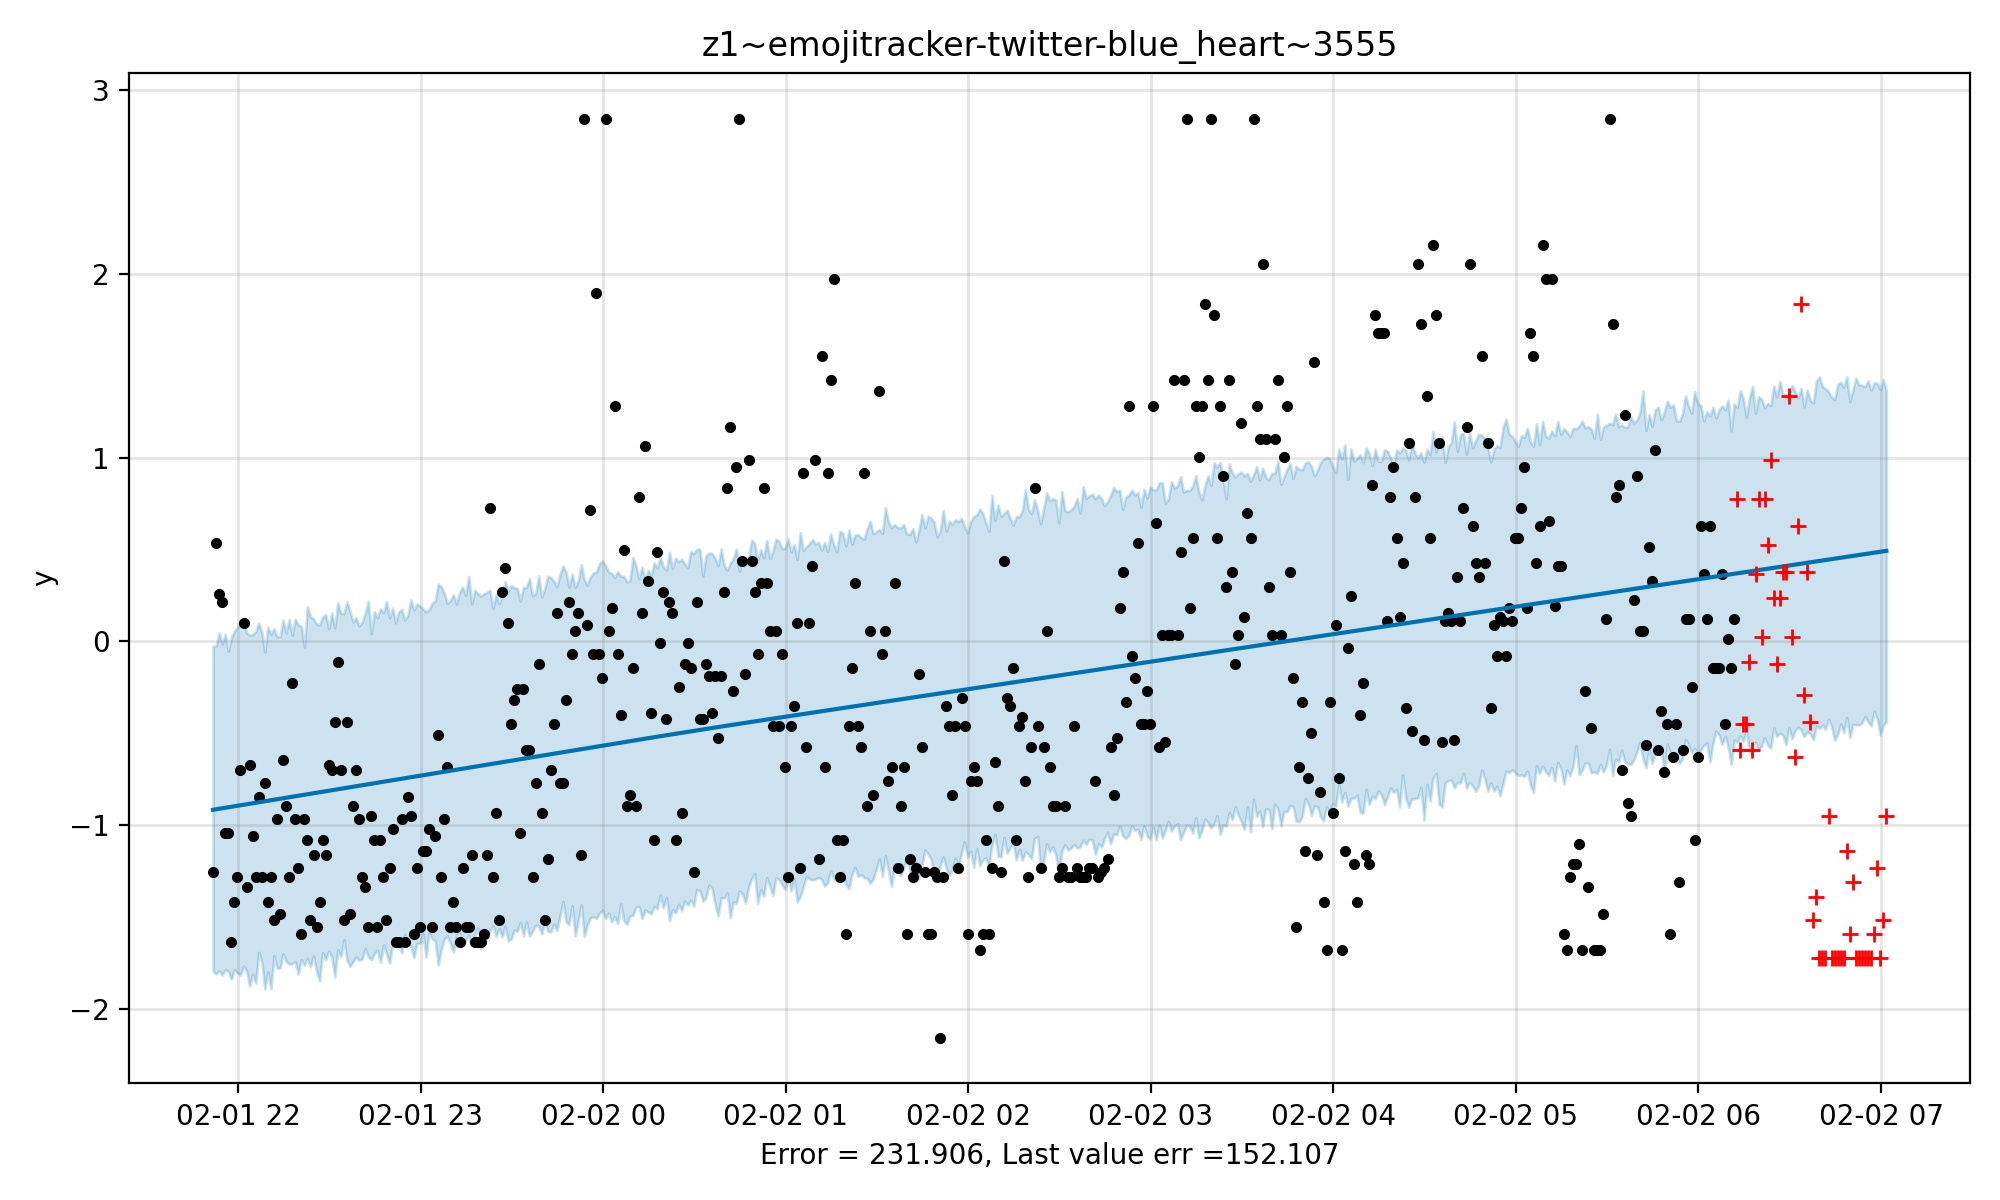 z1~emojitracker-twitter-blue_heart~3555
3
2
1
0
−1
−2
y
02-01 22 02-01 23 02-02 00 02-02 01 02-02 02 02-02 03 02-02 04 02-02 05 02-02 06 02-02 07
Error = 231.906, Last value err =152.107